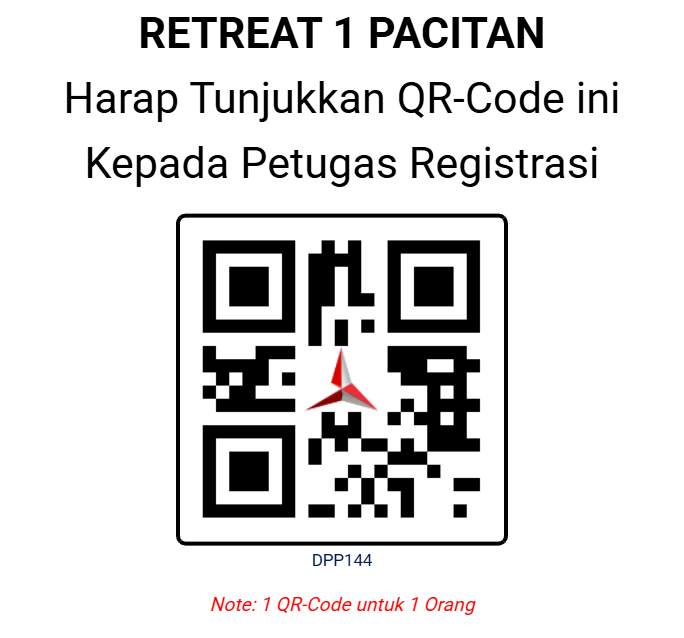 RETREAT 1 PACITAN
Harap Tunjukkan QR-Code ini
Kepada Petugas Registrasi
DPP144
Note: 1 QR-Code untuk 1 Orang